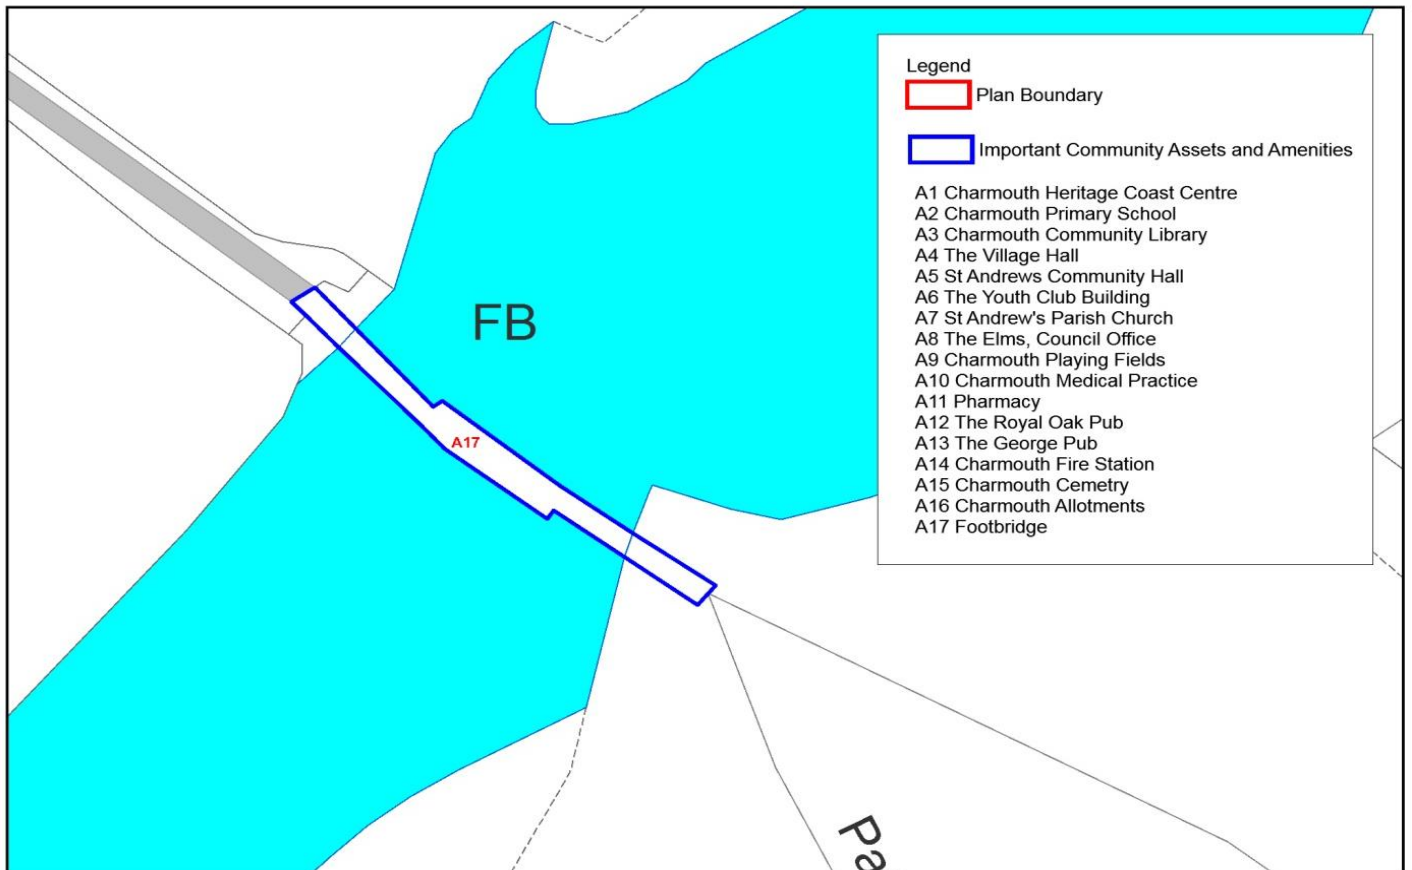 Legend
Plan Boundary
Important Community Assets and Amenities
A1 Charmouth Heritage Coast Centre
A2 Charmouth Primary School
A3 Charmouth Community Library
A4 The Village Hall
A5 St Andrews Community Hall
A6 The Youth Club Building
A7 St Andrew's Parish Church
A8 The Elms, Council Office
A9 Charmouth Playing Fields
A10 Charmouth Medical Practice
A11 Pharmacy
A12 The Royal Oak Pub
A13 The George Pub
A14 Charmouth Fire Station
A15 Charmouth Cemetry
A16 Charmouth Allotments
A17 Footbridge
FB
A17
Pa